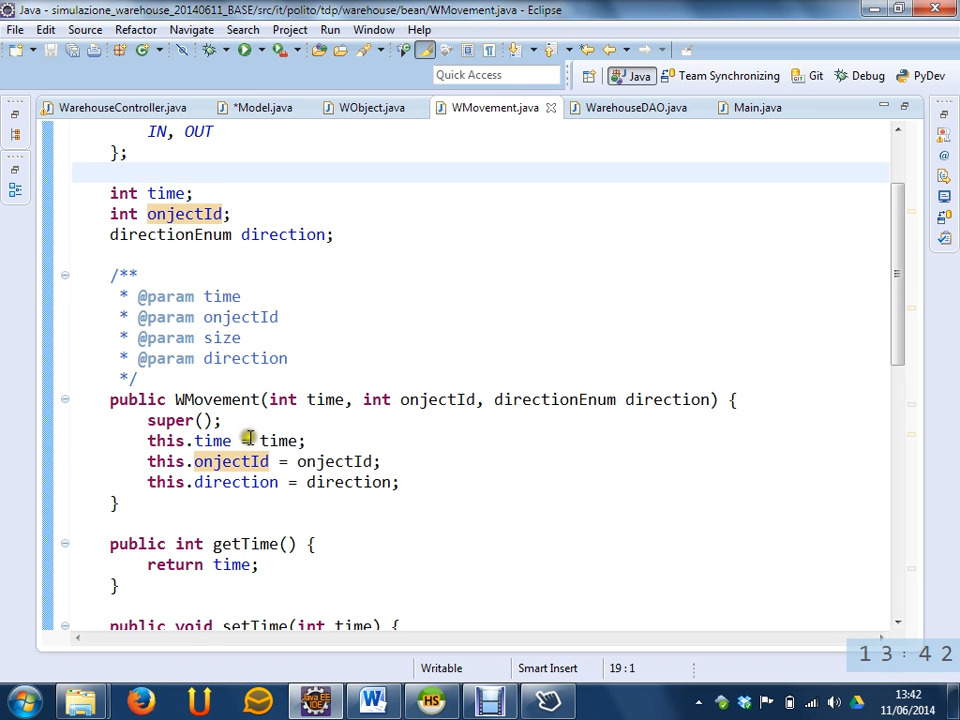 Java - simulazione_warehouse_20140611_BASE/src/it/polito/tdp/warehouse/bean/WMovement.java - Eclipse
File Edit Source Refactor Navigate Search Project Run Window Help
Quick Access
Java
Team Synchronizing
Git
Debug
PyDev
WarehouseController.java
*Model.java
WObject.java
WMovement.java
WarehouseDAO.java
Main.java
IN, OUT
};
int time;
int onjectId;
directionEnum direction;
/**
* @param time
* @param onjectId
* @param size
* @param direction
*/
public WMovement(int time, int onjectId, directionEnum direction) {
super();
this.time = time;
this.onjectId = onjectId;
this.direction = direction;
}
public int getTime() {
return time;
}
public void setTime(int time) {
Writable
Smart Insert
19 : 1
13:42
13:42
11/06/2014